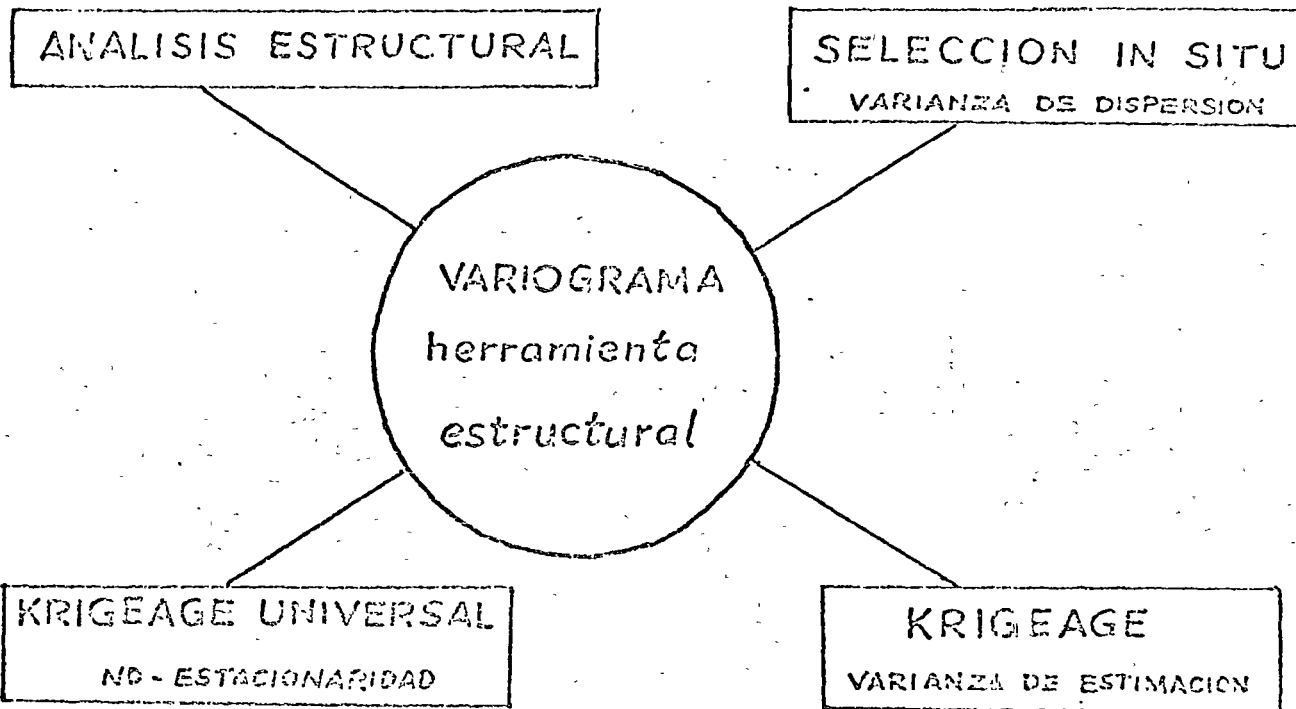 ANALISIS ESTRUCTURAL
SELECCION IN SITU
VARIANZA DE DISPERSION
VARIOGRAMA
herramienta
estructural
KRIGEAGE UNIVERSAL
NO - ESTACIONARIDAD
KRIGEAGE
VARIANZA DE ESTIMACION